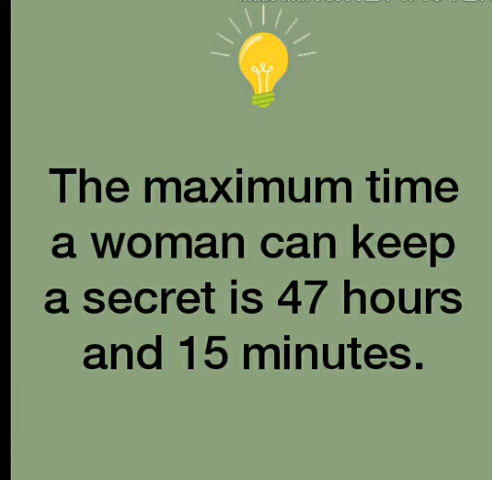 The maximum time
a woman can keep
a secret is 47 hours
and 15 minutes.